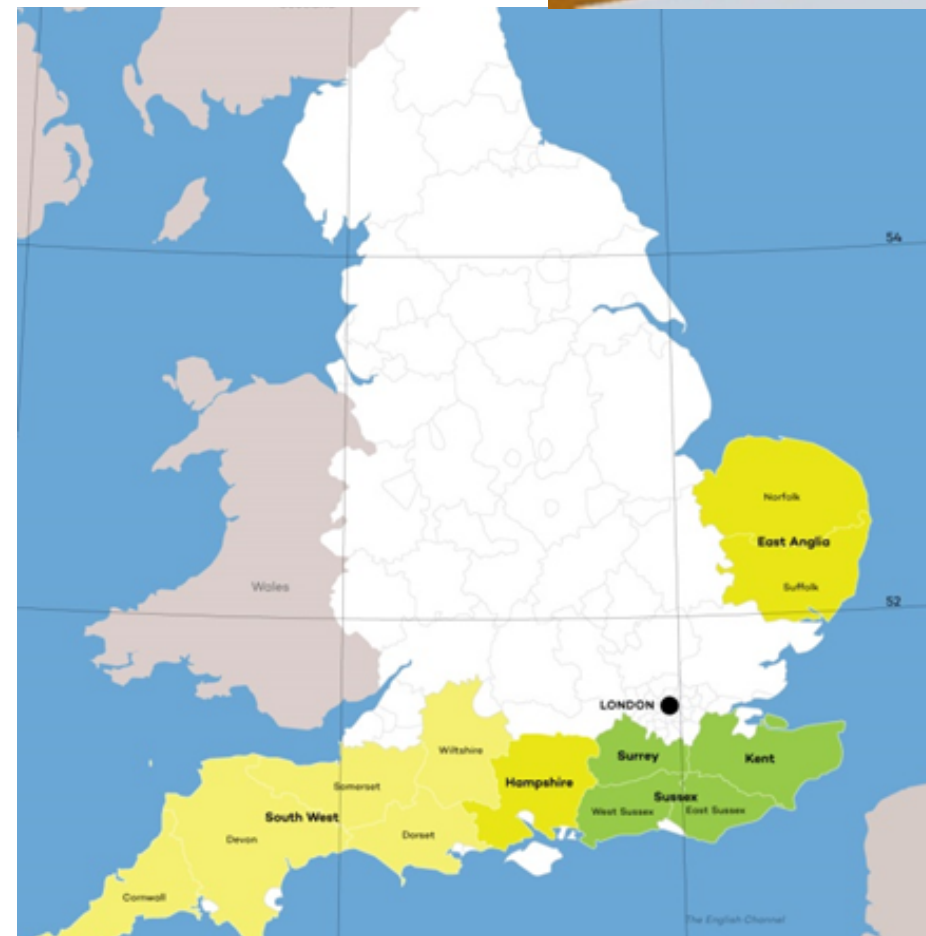 54
Norfolk
East Anglia
Suffolk
Wales
52
LONDON
Wiltshire
Surrey
Kent
Hampshire
Somerset
Sussex
West Sussex
East Sussex
South West
Devon
Dorset
Cornwall
The English Channel